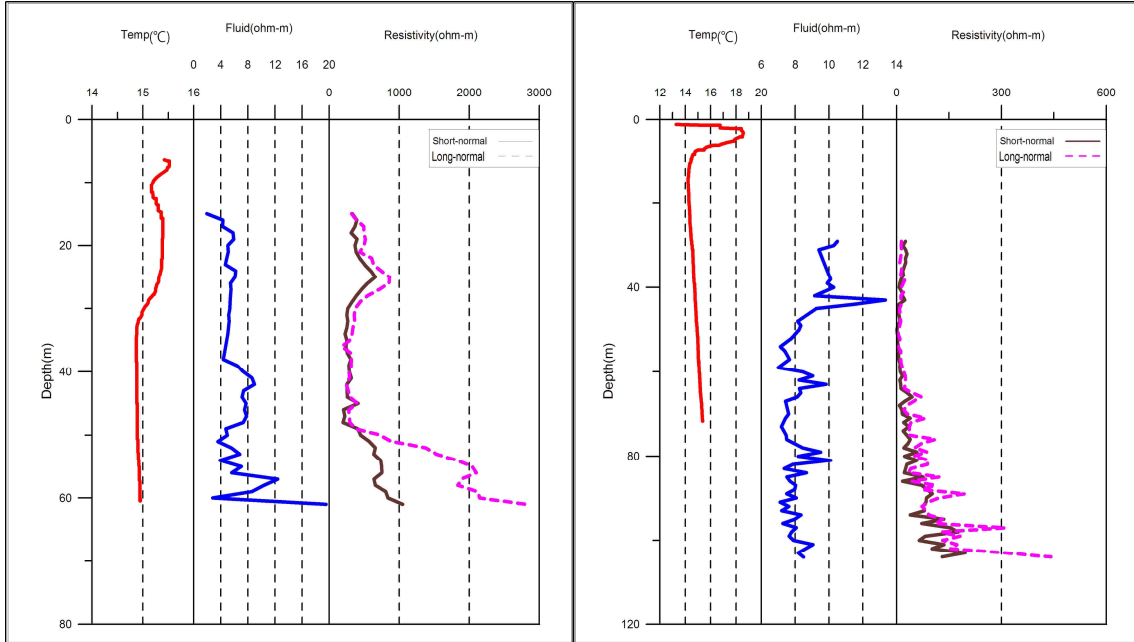 Temp(℃)
Fluid(ohm-m)
Resistivity(ohm-m)
0 4 8 12 16 20
14 15 16
0 1000 2000 3000
Short-normal
Long-normal
Depth(m)
0
20
40
60
80
Temp(℃)
Fluid(ohm-m)
Resistivity(ohm-m)
6 8 10 12 14
12 14 16 18 20
0 300 600
Short-normal
Long-normal
Depth(m)
0
40
80
120